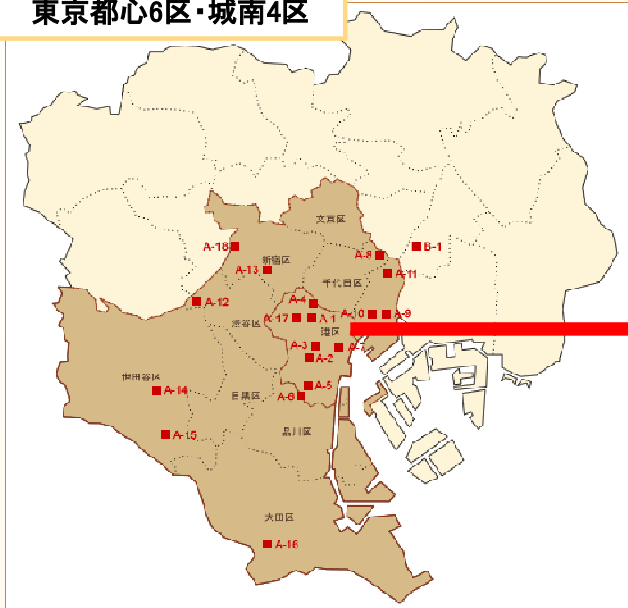 東京都心6区・城南4区
文京区
A-18
A-8
B-1
新宿区
A-13
A-11
千代田区
A-12
A-4
A-17
A-1
A-10
A-9
渋谷区
港区
A-3
A-7
A-2
世田谷区
A-14
A-5
目黒区
A-6
品川区
A-15
大田区
A-16